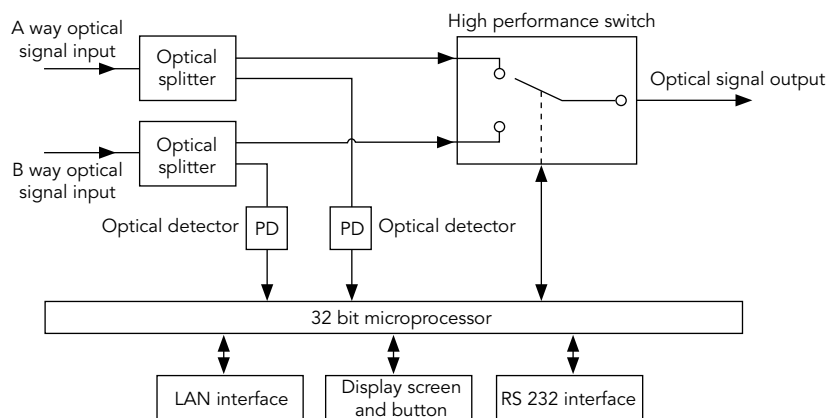 A way optical
signal input
Optical
splitter
High performance switch
Optical signal output
Optical
splitter
B way optical
signal input
Optical detector
PD
PD
Optical detector
32 bit microprocessor
LAN interface
Display screen
and button
RS 232 interface